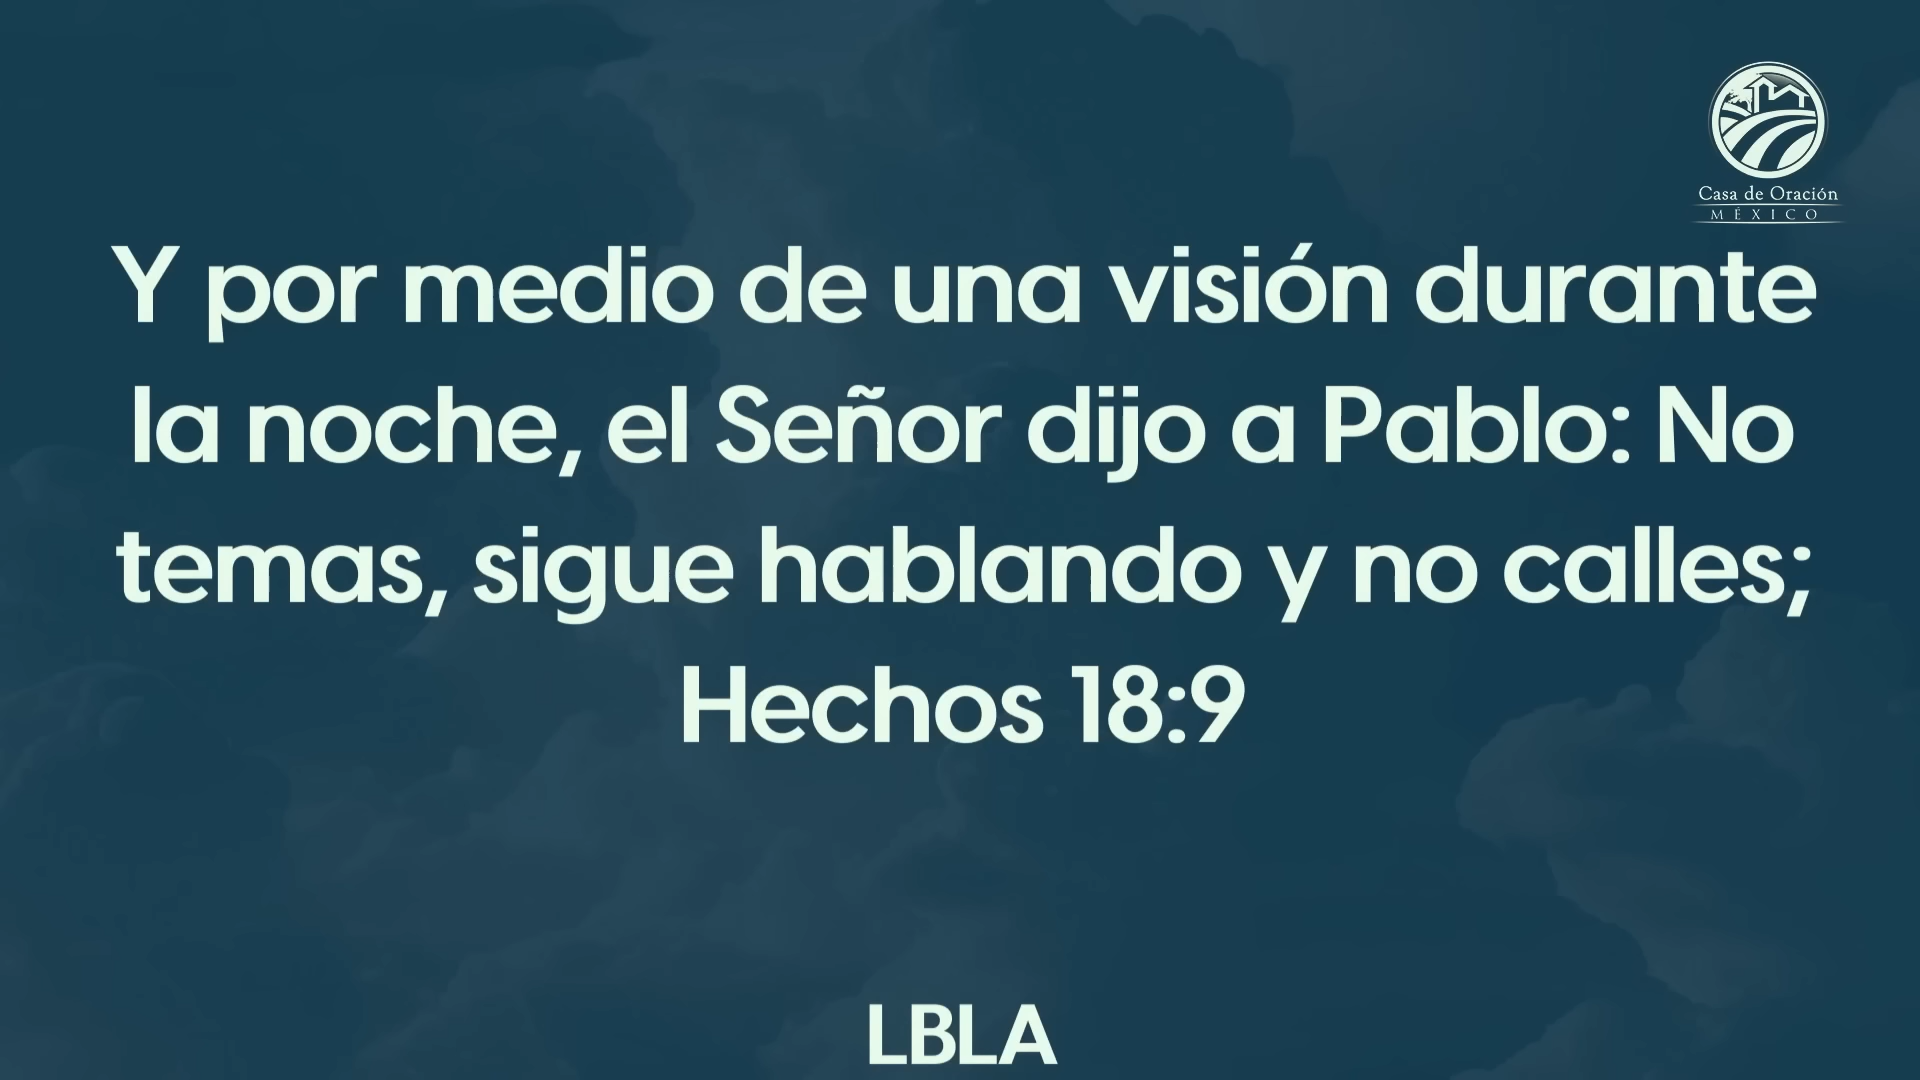 Casa de Oración
MÉXICO
Y por medio de una visión durante
la noche, el Señor dijo a Pablo: No
temas, sigue hablando y no calles;
Hechos 18:9
LBLA